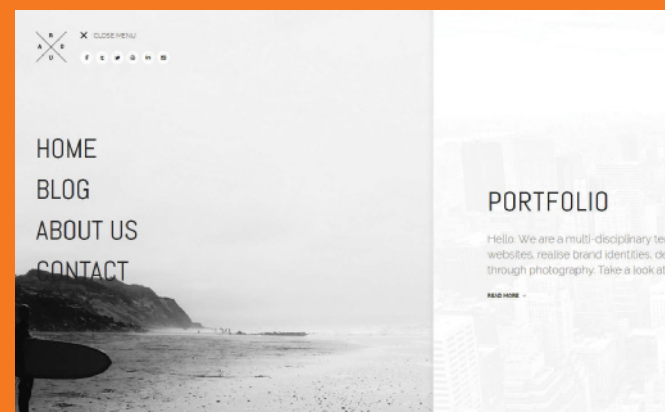 B
A D
U
CLOSE MENU
HOME
BLOG
ABOUT US
CONTACT
PORTFOLIO
Hello. We are a multi-disciplinary te
websites, realise brand identities, de
through photography. Take a look at
READ MORE →